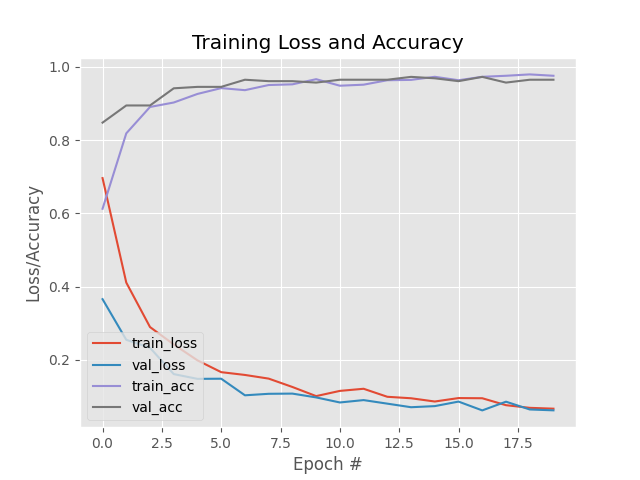 Training Loss and Accuracy
Loss/Accuracy
1.0
0.8
0.6
0.4
0.2
train_loss
val_loss
train_acc
val_acc
0.0 2.5 5.0 7.5 10.0 12.5 15.0 17.5
Epoch #